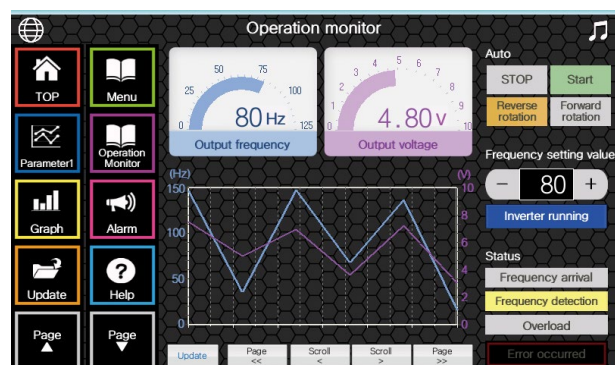 Operation monitor
TOP
Menu
Parameter1
Operation
Monitor
Graph
Alarm
Update
Help
Page
Page
25
50
75
100
0
80 Hz
125
Output frequency
0
1
2
3
4
5
6
7
8
9
10
4.80 v
Output voltage
(Hz)
(V)
150
100
50
0
10
8
6
4
2
0
Update
Page
<<
Scroll
<
Scroll
>
Page
>>
Auto
STOP
Start
Reverse
rotation
Forward
rotation
Frequency setting value
− 80 +
Inverter running
Status
Frequency arrival
Frequency detection
Overload
Error occurred